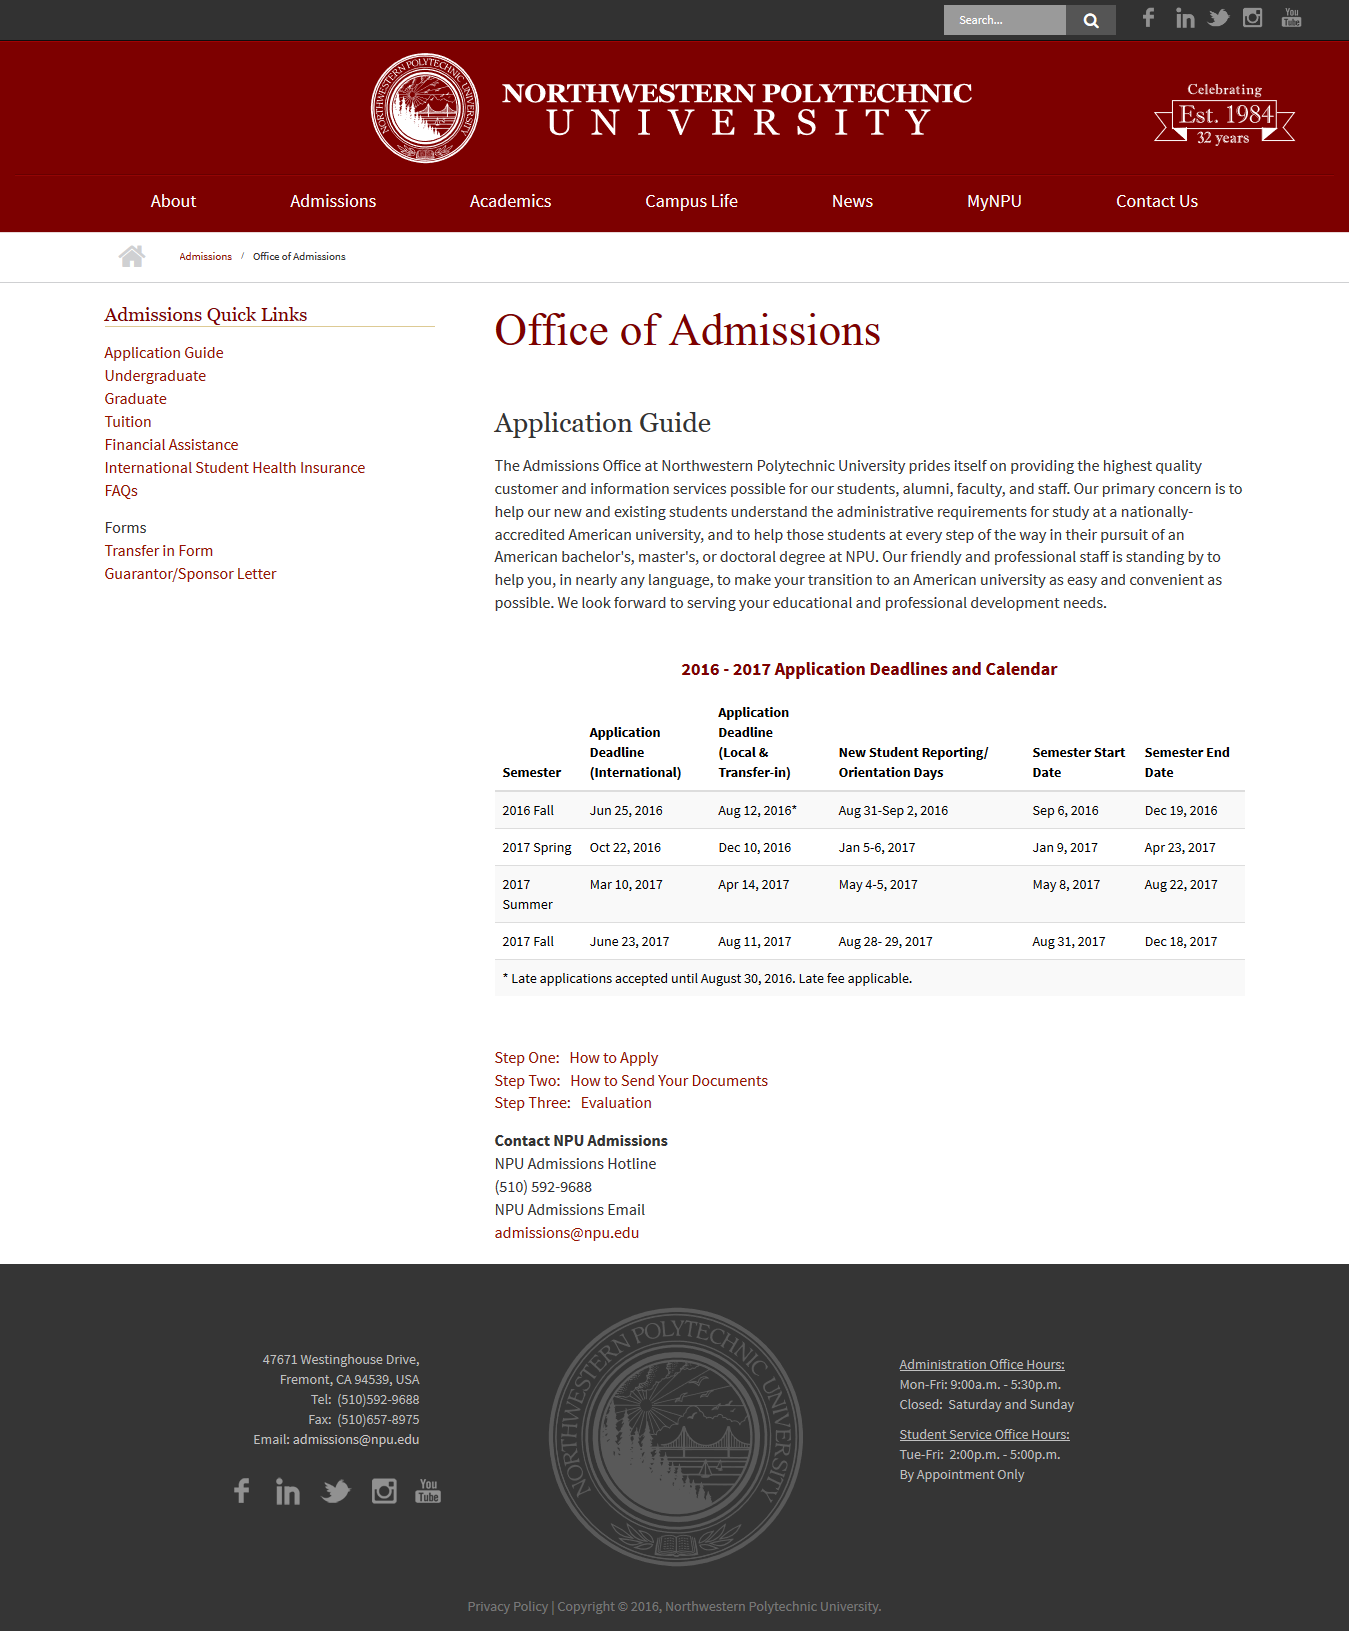 Search...
You
Tube
NORTHWESTERN POLYTECHNIC UNIVERSITY
NORTHWESTERN POLYTECHNIC
UNIVERSITY
Celebrating
Est. 1984
32 years
About Admissions Academics Campus Life News MyNPU Contact Us
Admissions / Office of Admissions
Admissions Quick Links
Application Guide
Undergraduate
Graduate
Tuition
Financial Assistance
International Student Health Insurance
FAQs
Forms
Transfer in Form
Guarantor/Sponsor Letter
Office of Admissions
Application Guide
The Admissions Office at Northwestern Polytechnic University prides itself on providing the highest quality
customer and information services possible for our students, alumni, faculty, and staff. Our primary concern is to
help our new and existing students understand the administrative requirements for study at a nationally-
accredited American university, and to help those students at every step of the way in their pursuit of an
American bachelor's, master's, or doctoral degree at NPU. Our friendly and professional staff is standing by to
help you, in nearly any language, to make your transition to an American university as easy and convenient as
possible. We look forward to serving your educational and professional development needs.
2016 - 2017 Application Deadlines and Calendar
Semester
Application
Deadline
(International)
Application
Deadline
(Local &
Transfer-in)
New Student Reporting/
Orientation Days
Semester Start
Date
Semester End
Date
2016 Fall Jun 25, 2016 Aug 12, 2016* Aug 31-Sep 2, 2016 Sep 6, 2016 Dec 19, 2016
2017 Spring Oct 22, 2016 Dec 10, 2016 Jan 5-6, 2017 Jan 9, 2017 Apr 23, 2017
2017 Mar 10, 2017 Apr 14, 2017 May 4-5, 2017 May 8, 2017 Aug 22, 2017
Summer
2017 Fall June 23, 2017 Aug 11, 2017 Aug 28- 29, 2017 Aug 31, 2017 Dec 18, 2017
* Late applications accepted until August 30, 2016. Late fee applicable.
Step One: How to Apply
Step Two: How to Send Your Documents
Step Three: Evaluation
Contact NPU Admissions
NPU Admissions Hotline
(510) 592-9688
NPU Admissions Email
admissions@npu.edu
47671 Westinghouse Drive,
Fremont, CA 94539, USA
Tel: (510)592-9688
Fax: (510)657-8975
Email: admissions@npu.edu
You
Tube
NORTHWESTERN POLYTECHNIC UNIVERSITY
Administration Office Hours:
Mon-Fri: 9:00a.m. - 5:30p.m.
Closed: Saturday and Sunday
Student Service Office Hours:
Tue-Fri: 2:00p.m. - 5:00p.m.
By Appointment Only
Privacy Policy | Copyright © 2016, Northwestern Polytechnic University.